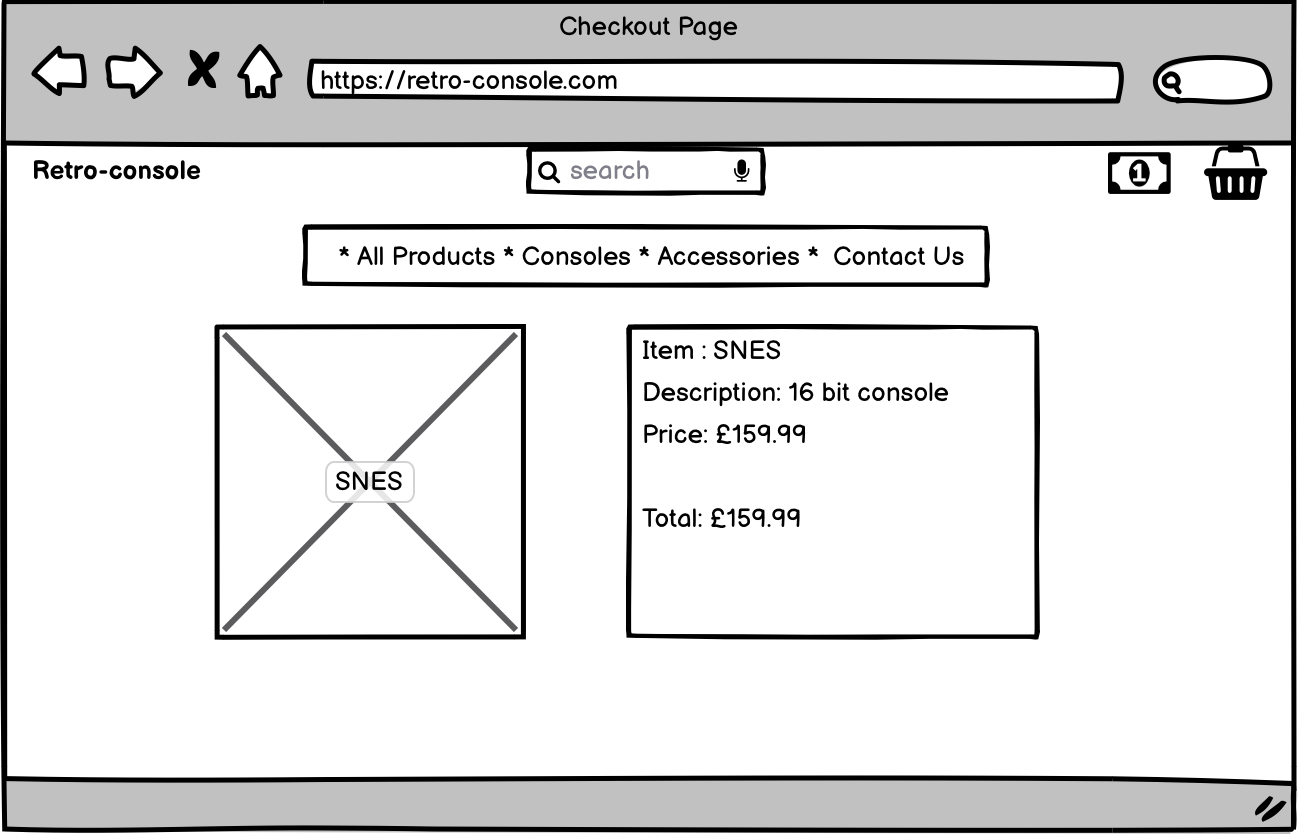 Checkout Page
https://retro-console.com
Retro-console
search
1
* All Products * Consoles * Accessories *  Contact Us
SNES
Item : SNES
Description: 16 bit console
Price: £159.99
Total: £159.99